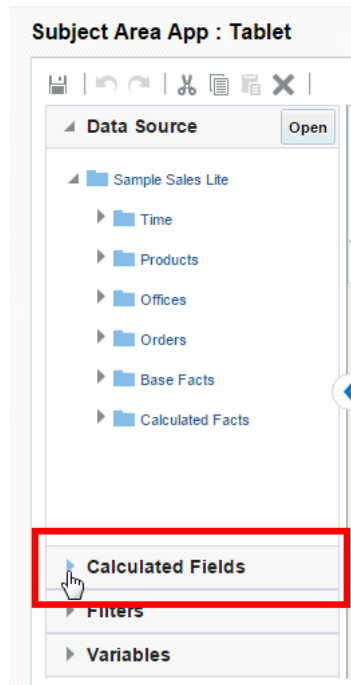 Subject Area App : Tablet
Data Source
Open
Sample Sales Lite
Time
Products
Offices
Orders
Base Facts
Calculated Facts
Calculated Fields
Filters
Variables